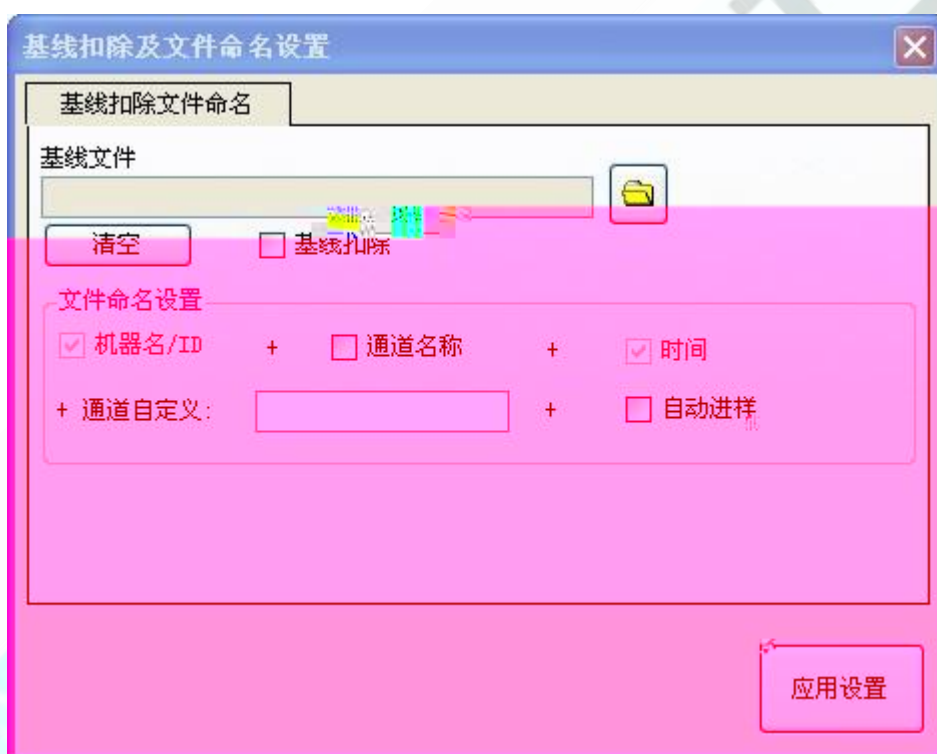 基线扣除及文件命名设置
基线扣除文件命名
基线文件
清空 基线扣除
文件命名设置
机器名/ID + 通道名称 + 时间
+ 通道自定义: + 自动进样
应用设置